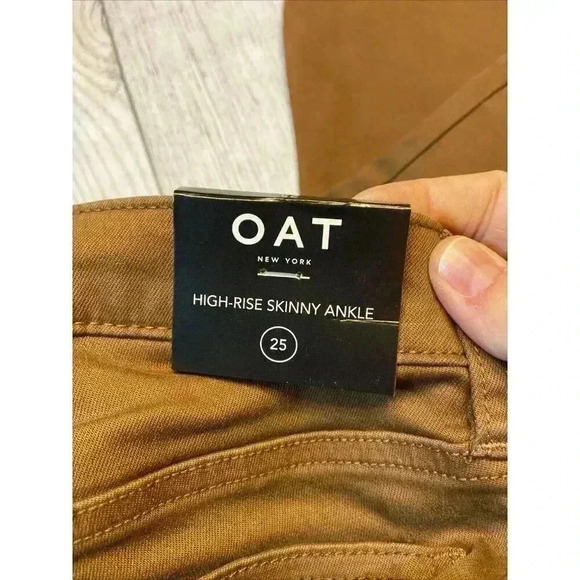 OAT
NEW YORK
HIGH-RISE SKINNY ANKLE
25